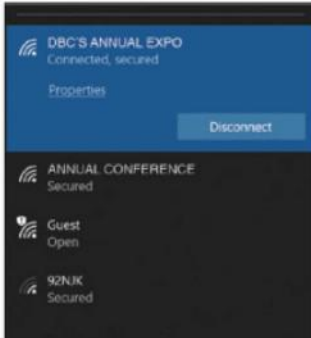 DBC'S ANNUAL EXPO
Connected, secured
Properties
Disconnect
ANNUAL CONFERENCE
Secured
Guest
Open
92NJK
Secured